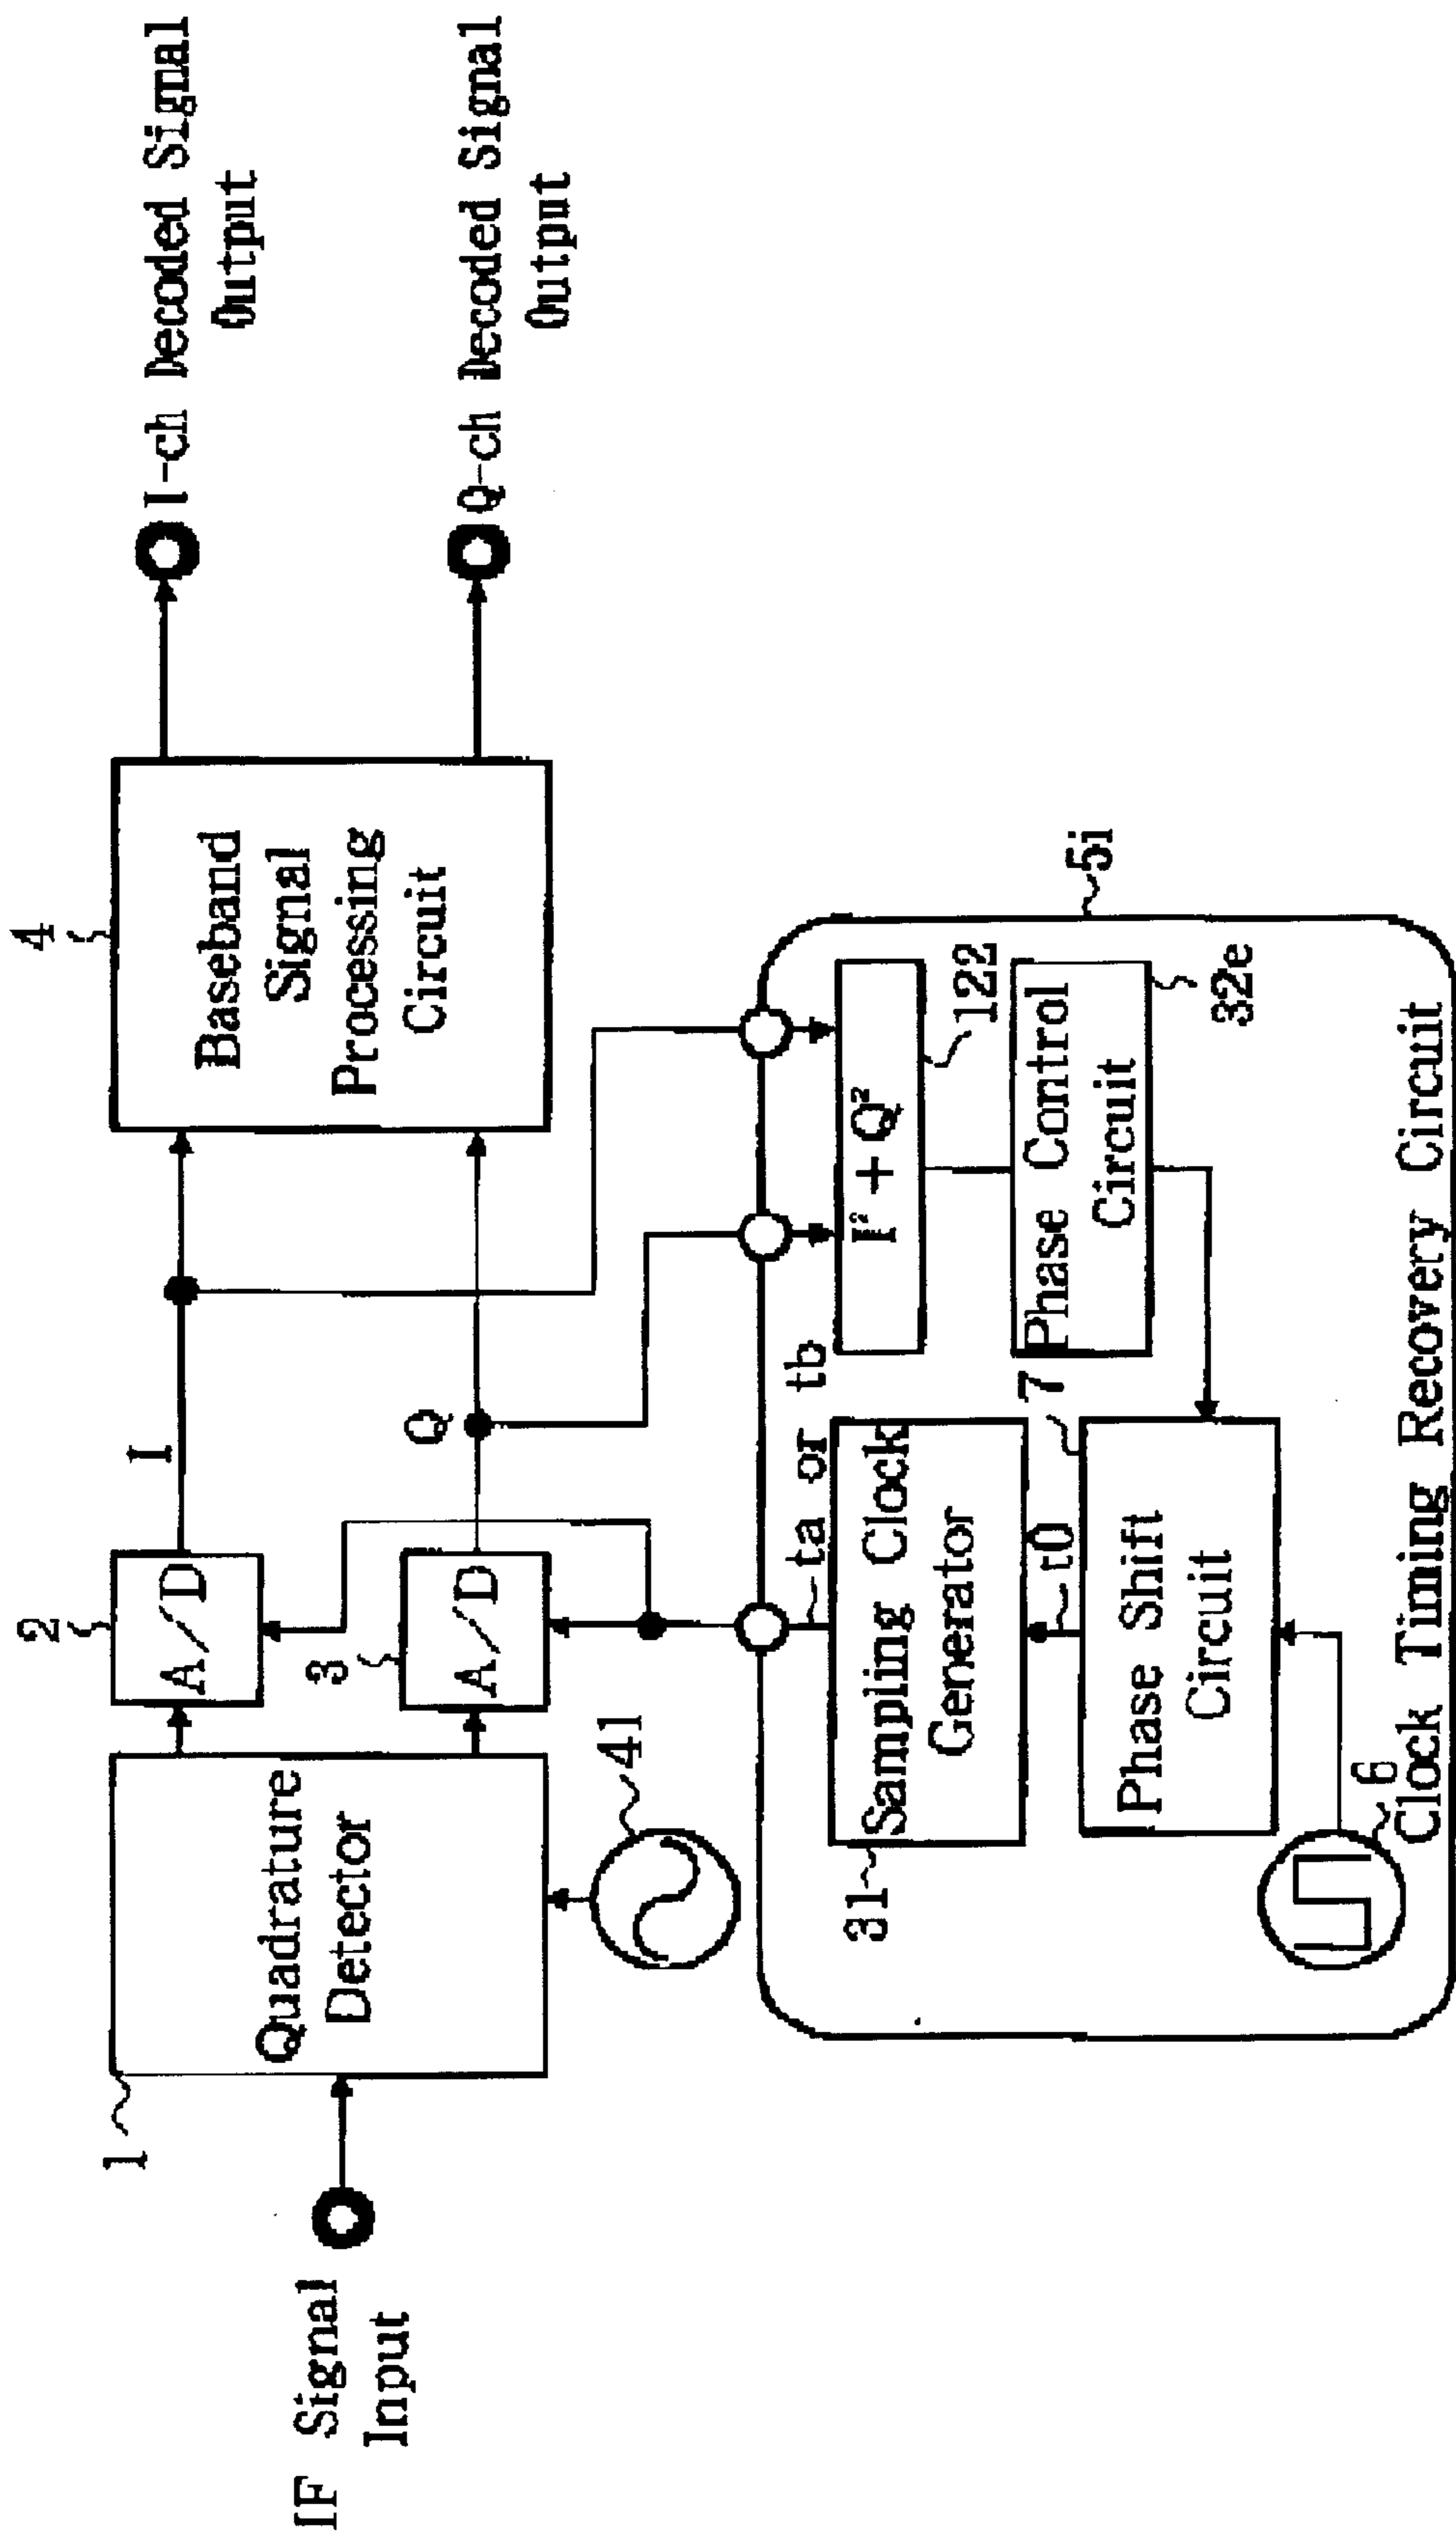 IF Signal
Input
1
Quadrature
Detector
41
2
A/D
3
A/D
I
Q
4
Baseband
Signal
Processing
Circuit
I-ch Decoded Signal
Output
Q-ch Decoded Signal
Output
ta or tb
31
Sampling Clock
Generator
t0
7
Phase Shift
Circuit
6
I² + Q²
122
Phase Control
Circuit
32e
5i
Clock Timing Recovery Circuit